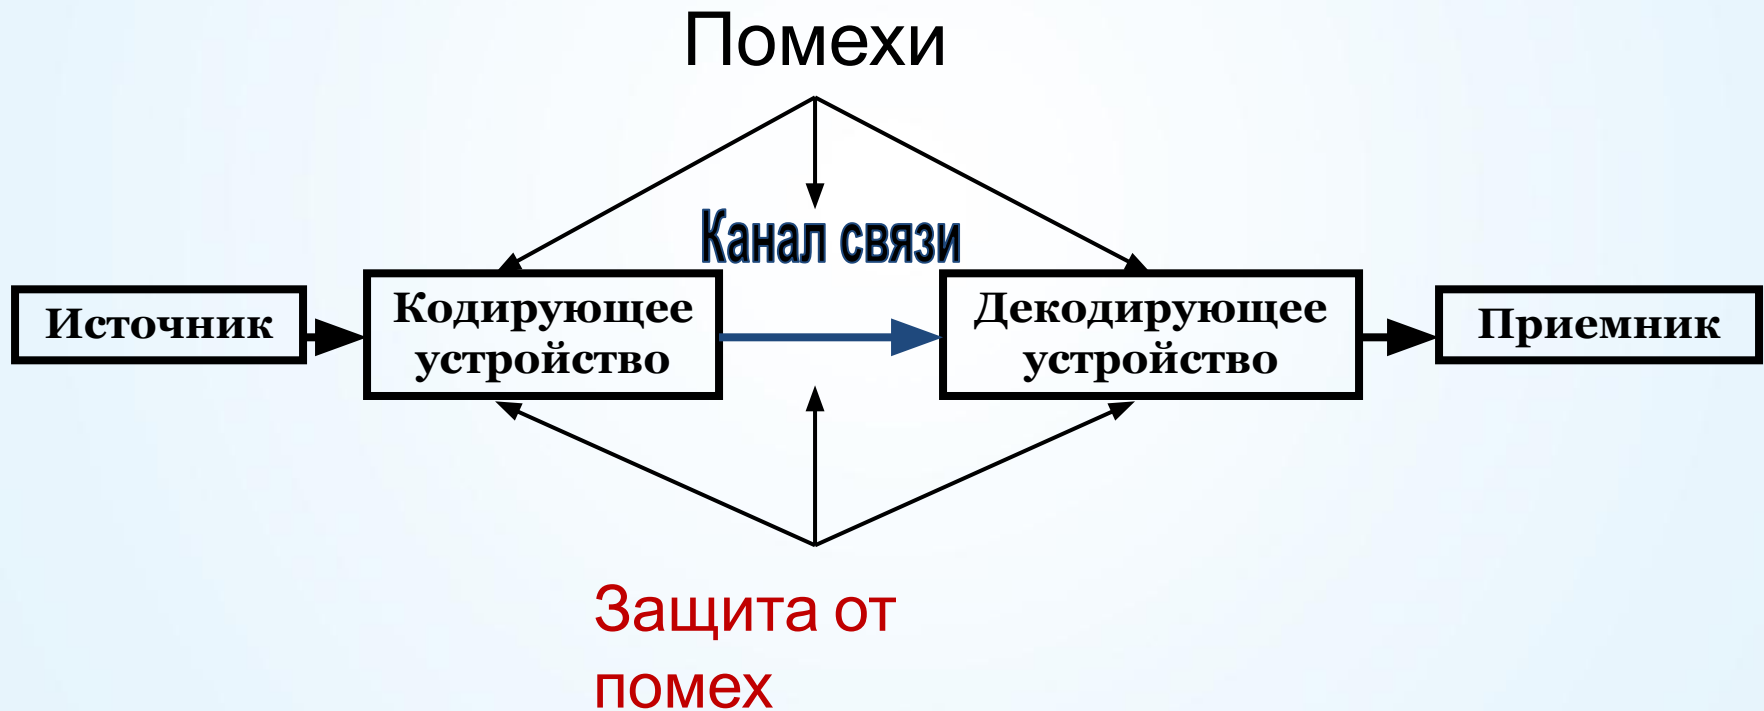 Помехи
Канал связи
Источник
Кодирующее
устройство
Декодирующее
устройство
Приемник
Защита от
помех